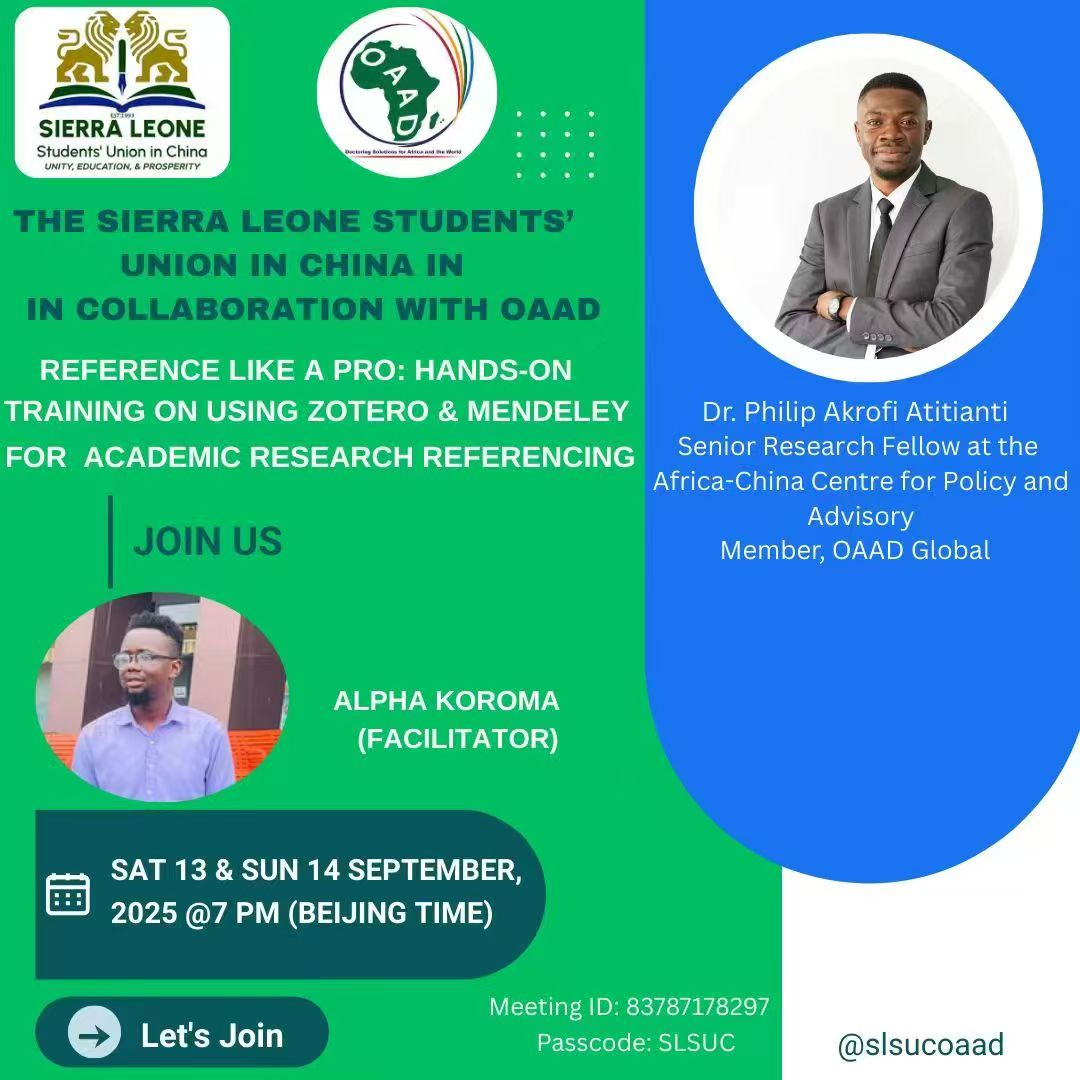 EST.1993
SIERRA LEONE
Students' Union in China
UNITY, EDUCATION, & PROSPERITY
OAAD
Doctoring Solutions for Africa and the World
THE SIERRA LEONE STUDENTS'
UNION IN CHINA IN
IN COLLABORATION WITH OAAD
REFERENCE LIKE A PRO: HANDS-ON
TRAINING ON USING ZOTERO & MENDELEY
FOR ACADEMIC RESEARCH REFERENCING
JOIN US
ALPHA KOROMA
(FACILITATOR)
SAT 13 & SUN 14 SEPTEMBER,
2025 @7 PM (BEIJING TIME)
Let's Join
Meeting ID: 83787178297
Passcode: SLSUC
Dr. Philip Akrofi Atitianti
Senior Research Fellow at the
Africa-China Centre for Policy and
Advisory
Member, OAAD Global
@slsucoaad